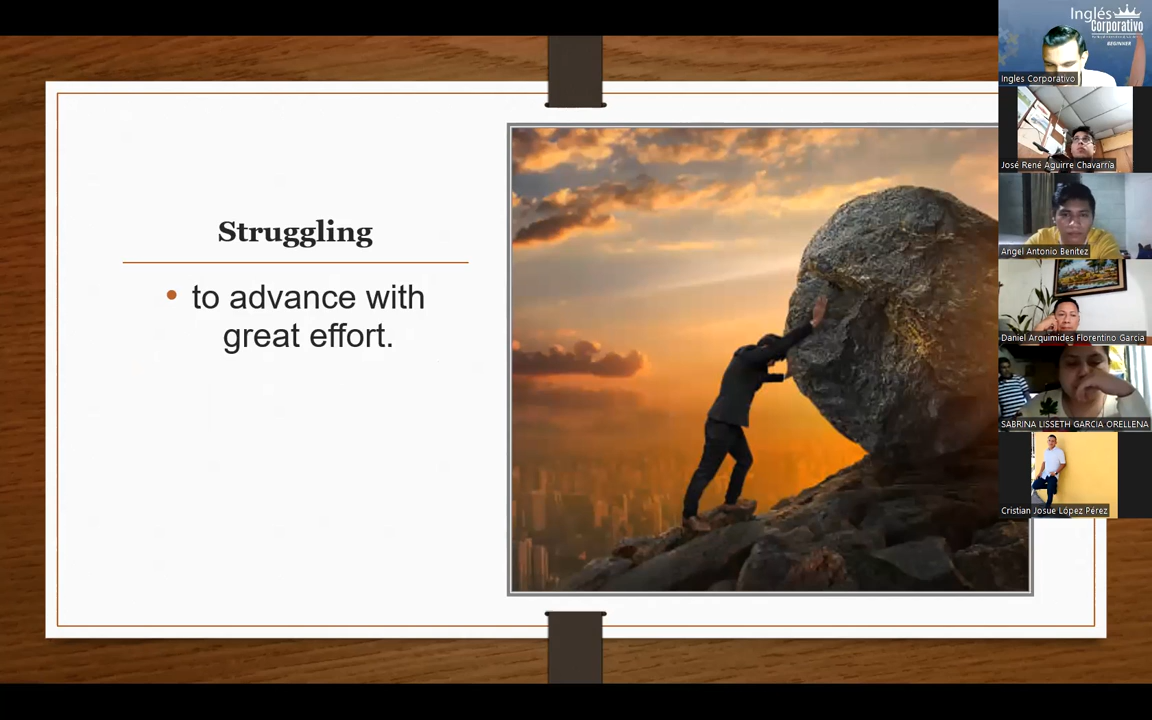 Struggling
• to advance with
great effort.
Inglés
Corporativo
BEGINNER
Ingles Corporativo
José René Aguirre Chavarría
Angel Antonio Benitez
Daniel Arquimides Florentino Garcia
SABRINA LISSETH GARCIA ORELLENA
Cristian Josue López Pérez